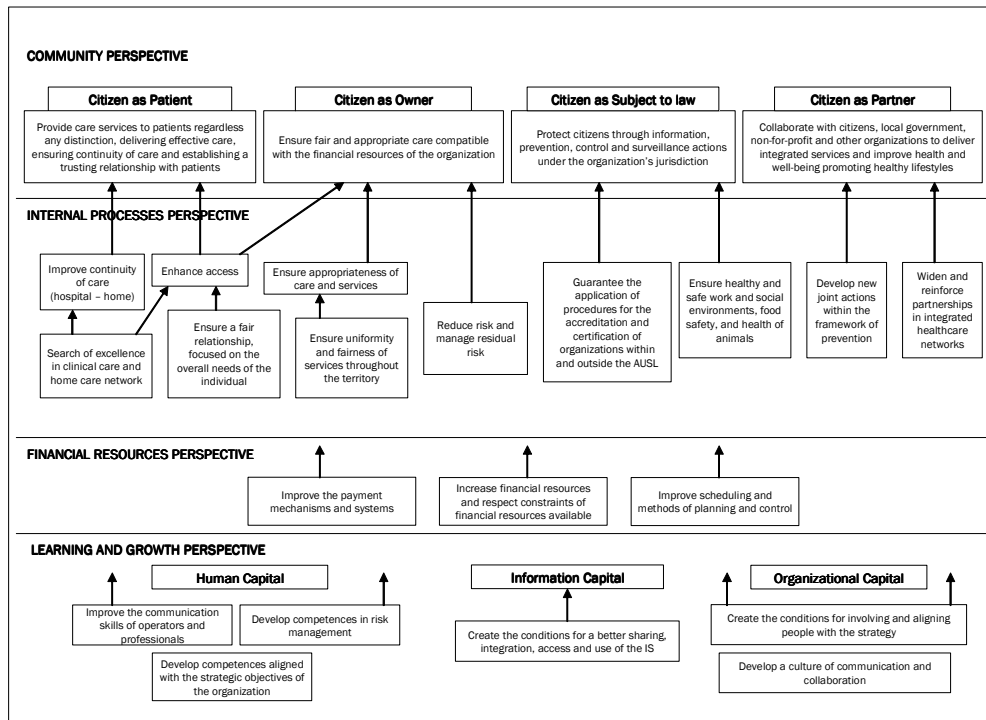 COMMUNITY PERSPECTIVE
Citizen as Patient
Provide care services to patients regardless
any distinction, delivering effective care,
ensuring continuity of care and establishing a
trusting relationship with patients
Citizen as Owner
Ensure fair and appropriate care compatible
with the financial resources of the organization
Citizen as Subject to law
Protect citizens through information,
prevention, control and surveillance actions
under the organization's jurisdiction
Citizen as Partner
Collaborate with citizens, local government,
non-for-profit and other organizations to deliver
integrated services and improve health and
well-being promoting healthy lifestyles
INTERNAL PROCESSES PERSPECTIVE
Improve continuity
of care
(hospital – home)
Enhance access
Ensure appropriateness of
care and services
Search of excellence
in clinical care and
home care network
Ensure a fair
relationship,
focused on the
overall needs of the
individual
Ensure uniformity
and fairness of
services throughout
the territory
Reduce risk and
manage residual
risk
Guarantee the
application of
procedures for the
accreditation and
certification of
organizations within
and outside the AUSL
Ensure healthy and
safe work and social
environments, food
safety, and health of
animals
Develop new
joint actions
within the
framework of
prevention
Widen and
reinforce
partnerships
in integrated
healthcare
networks
FINANCIAL RESOURCES PERSPECTIVE
Improve the payment
mechanisms and systems
Increase financial resources
and respect constraints of
financial resources available
Improve scheduling and
methods of planning and control
LEARNING AND GROWTH PERSPECTIVE
Human Capital
Improve the communication
skills of operators and
professionals
Develop competences in risk
management
Develop competences aligned
with the strategic objectives of
the organization
Information Capital
Create the conditions for a better sharing,
integration, access and use of the IS
Organizational Capital
Create the conditions for involving and aligning
people with the strategy
Develop a culture of communication and
collaboration